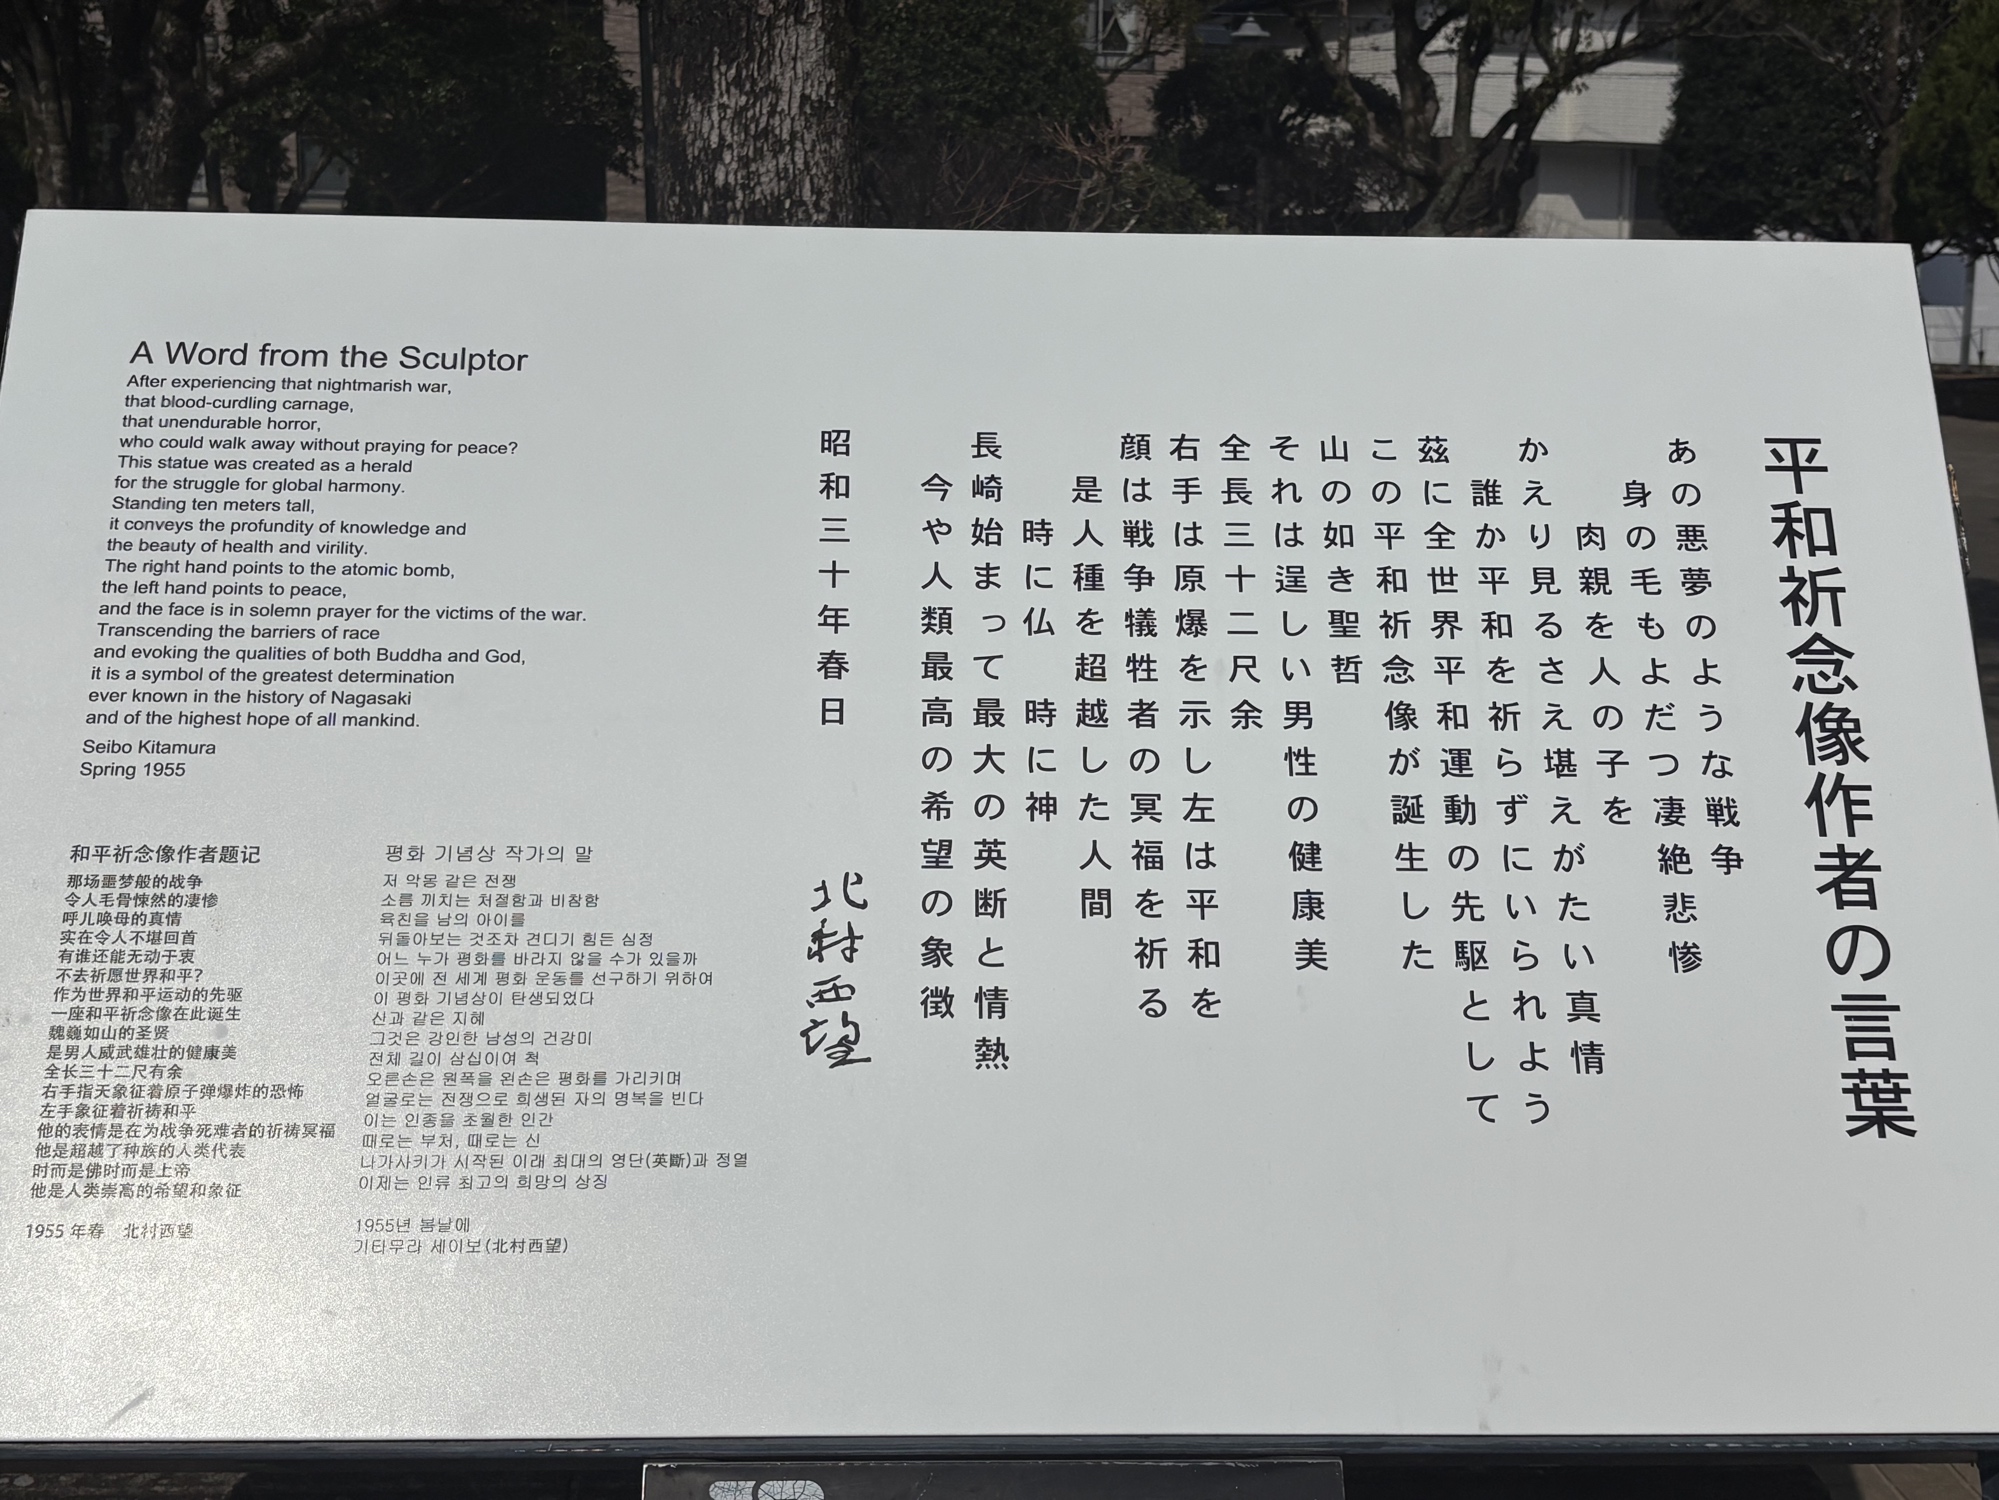 平和祈念像作者の言葉
あの悪夢のような戦争
身の毛もよだつ凄絶悲惨
肉親を人の子を
かえり見るさえ堪えがたい真情
誰か平和を祈らずにいられよう
茲に全世界平和運動の先駆として
この平和祈念像が誕生した
山の如き聖哲
それは逞しい男性の健康美
全長三十二尺余
右手は原爆を示し左は平和を
顔は戦争犠牲者の冥福を祈る
是人種を超越した人間
時に仏 時に神
長崎始まって最大の英断と情熱
今や人類最高の希望の象徴
昭和三十年春日
北村西望
A Word from the Sculptor
After experiencing that nightmarish war,
that blood-curdling carnage,
that unendurable horror,
who could walk away without praying for peace?
This statue was created as a herald
for the struggle for global harmony.
Standing ten meters tall,
it conveys the profundity of knowledge and
the beauty of health and virility.
The right hand points to the atomic bomb,
the left hand points to peace,
and the face is in solemn prayer for the victims of the war.
Transcending the barriers of race
and evoking the qualities of both Buddha and God,
it is a symbol of the greatest determination
ever known in the history of Nagasaki
and of the highest hope of all mankind.
Seibo Kitamura
Spring 1955
和平祈念像作者题记
那场噩梦般的战争
令人毛骨悚然的凄惨
呼儿唤母的真情
实在令人不堪回首
有谁还能无动于衷
不去祈愿世界和平?
作为世界和平运动的先驱
一座和平祈念像在此诞生
魏巍如山的圣贤
是男人威武雄壮的健康美
全长三十二尺有余
右手指天象征着原子弹爆炸的恐怖
左手象征着祈祷和平
他的表情是在为战争死难者的祈祷冥福
他是超越了种族的人类代表
时而是佛时而是上帝
他是人类崇高的希望和象征
1955 年春 北村西望
평화 기념상 작가의 말
저 악몽 같은 전쟁
소름 끼치는 처절함과 비참함
육친을 남의 아이를
뒤돌아보는 것조차 견디기 힘든 심정
어느 누가 평화를 바라지 않을 수가 있을까
이곳에 전 세계 평화 운동를 선구하기 위하여
이 평화 기념상이 탄생되었다
산과 같은 지혜
그것은 강인한 남성의 건강미
전체 길이 삼십이여 척
오른손은 원폭을 왼손은 평화를 가리키며
얼굴로는 전쟁으로 희생된 자의 명복을 빈다
이는 인종을 초월한 인간
때로는 부처, 때로는 신
나가사키가 시작된 이래 최대의 영단(英斷)과 정열
이제는 인류 최고의 희망의 상징
1955년 봄날에
기타무라 세이보(北村西望)